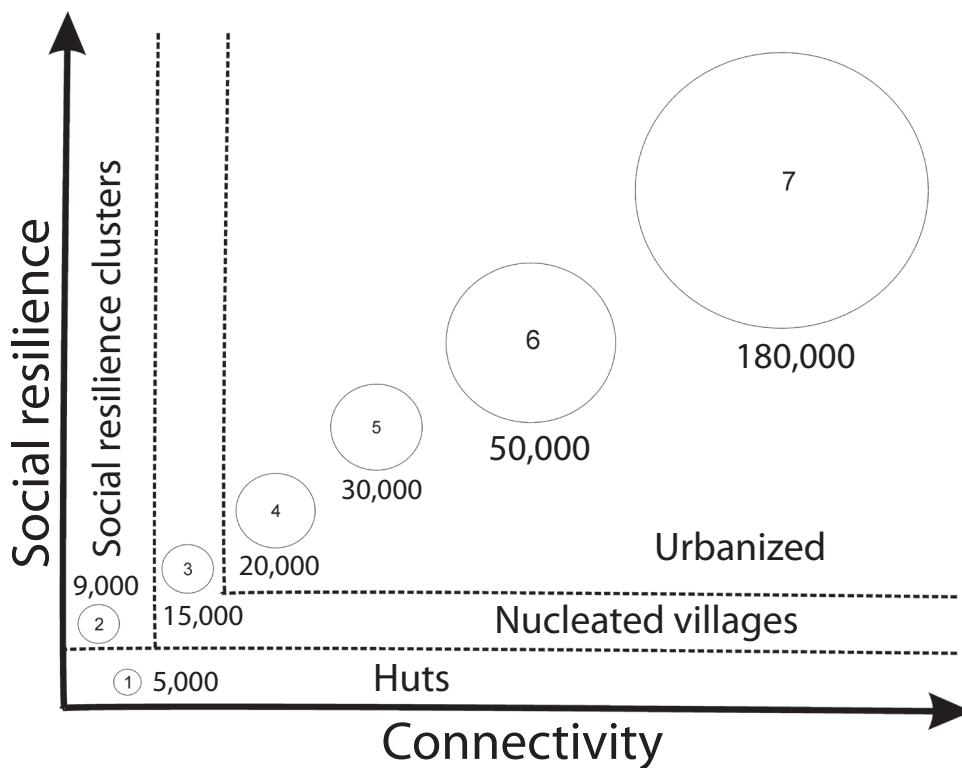 Social resilience
Social resilience clusters
7
180,000
6
50,000
5
30,000
4
20,000
Urbanized
3
15,000
9,000
2
Nucleated villages
1
5,000
Huts
Connectivity